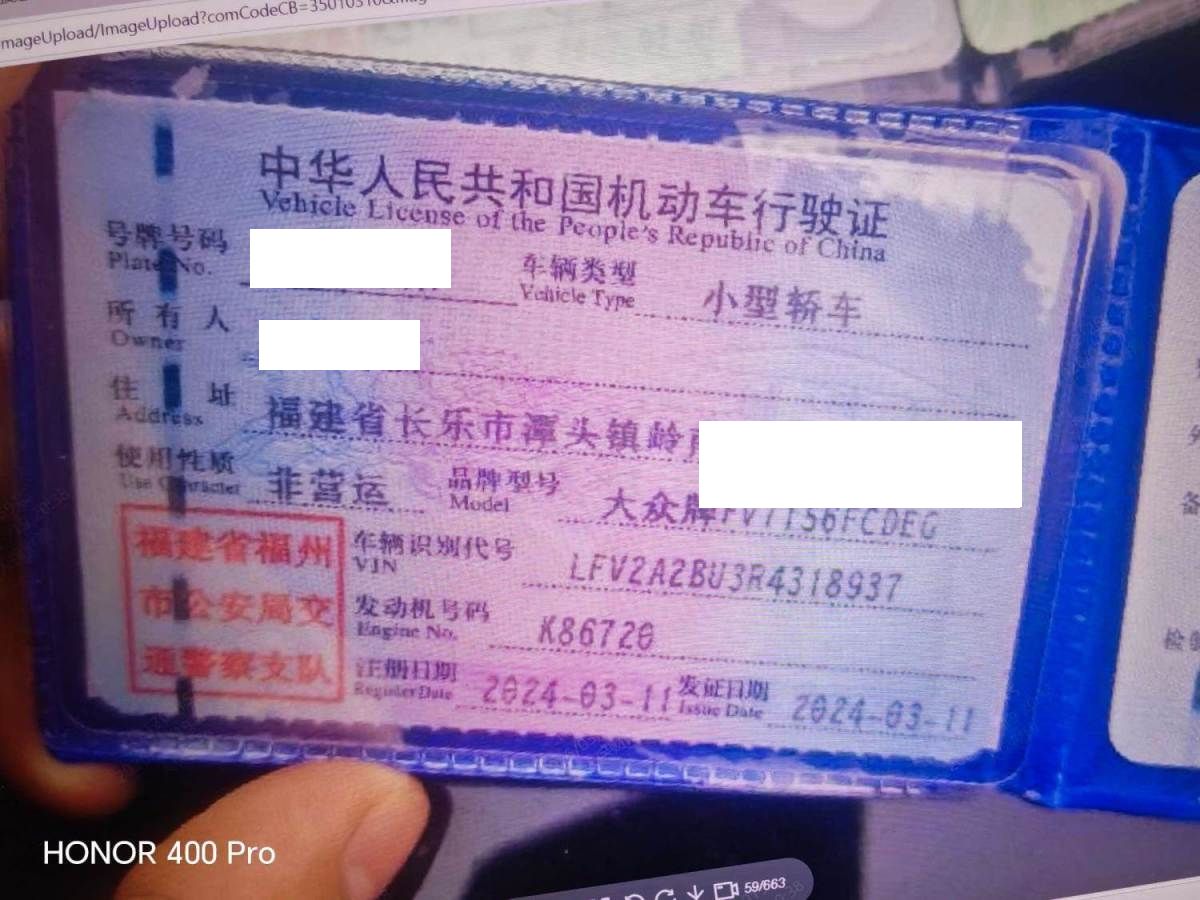 mageUpload/ImageUpload?comCodeCB=3501031
中华人民共和国机动车行驶证
Vehicle License of the People's Republic of China
号牌号码
Plate No.
车辆类型 小型轿车
Vehicle Type
所有人
Owner
住址 福建省长乐市潭头镇岭
Address
使用性质 非营运
Use Character
品牌型号 大众牌FV7156FCDEG
Model
福建省福州
市公安局交
通警察支队
车辆识别代号 LFV2A2BU3R4318937
VIN
发动机号码 K86720
Engine No.
注册日期 2024-03-11
Register Date
发证日期 2024-03-11
Issue Date
HONOR 400 Pro
59/663